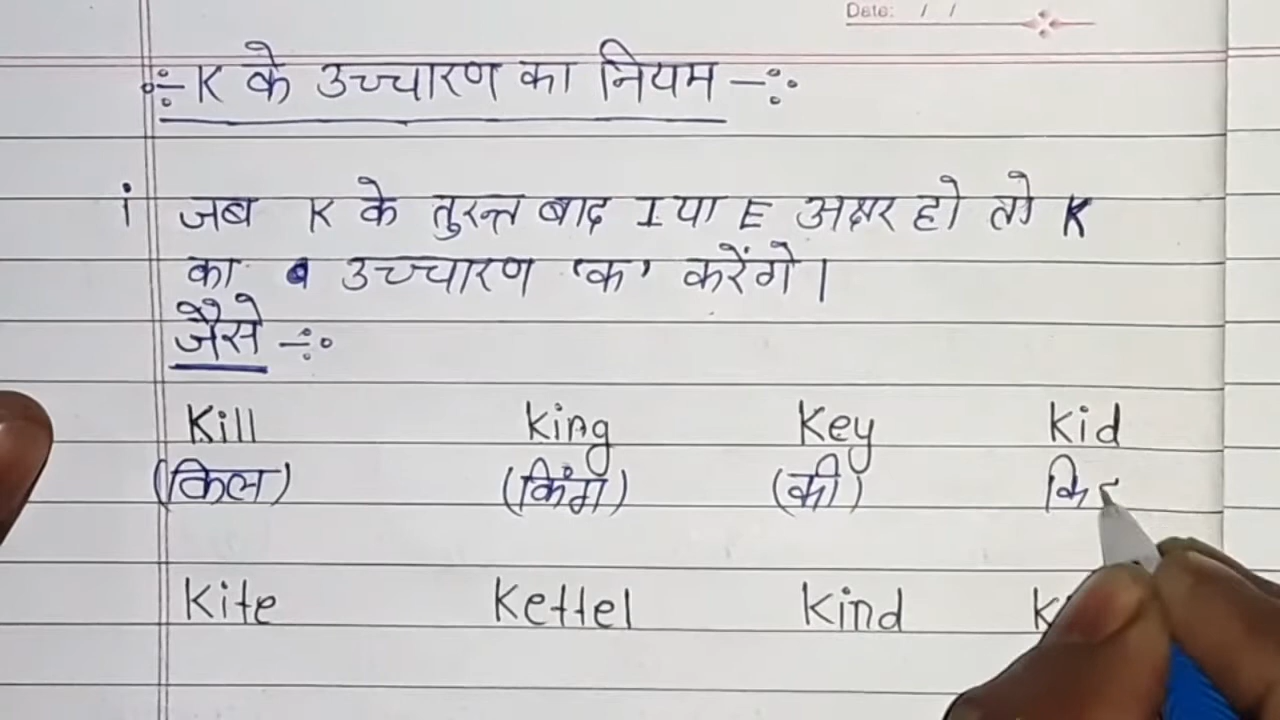 Date: / /
K के उच्चारण का नियम
i जब K के तुरन्त बाद I या E अक्षर हो तो K
का उच्चारण 'क' करेंगे।
जैसे
Kill King Key Kid
(किल) (किंग) (की)
Kite Kettel Kind